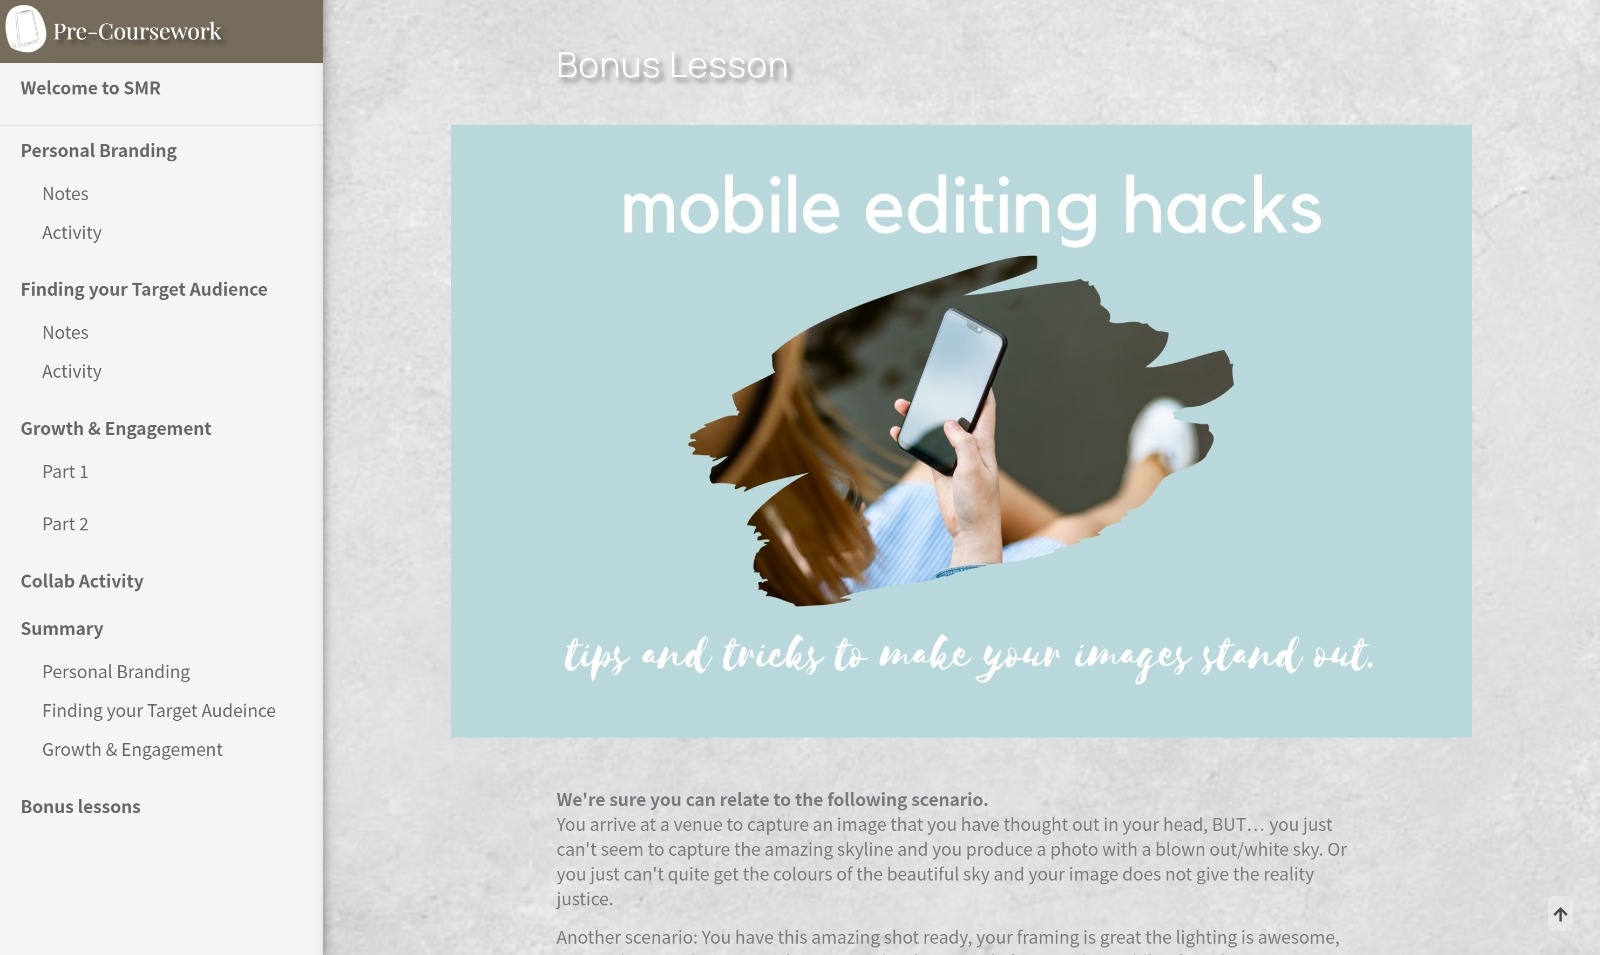 Pre-Coursework
Welcome to SMR
Personal Branding
Notes
Activity
Finding your Target Audience
Notes
Activity
Growth & Engagement
Part 1
Part 2
Collab Activity
Summary
Personal Branding
Finding your Target Audeince
Growth & Engagement
Bonus lessons
Bonus Lesson
mobile editing hacks
tips and tricks to make your images stand out.
We're sure you can relate to the following scenario.
You arrive at a venue to capture an image that you have thought out in your head, BUT… you just
can't seem to capture the amazing skyline and you produce a photo with a blown out/white sky. Or
you just can't quite get the colours of the beautiful sky and your image does not give the reality
justice.
Another scenario: You have this amazing shot ready, your framing is great the lighting is awesome,